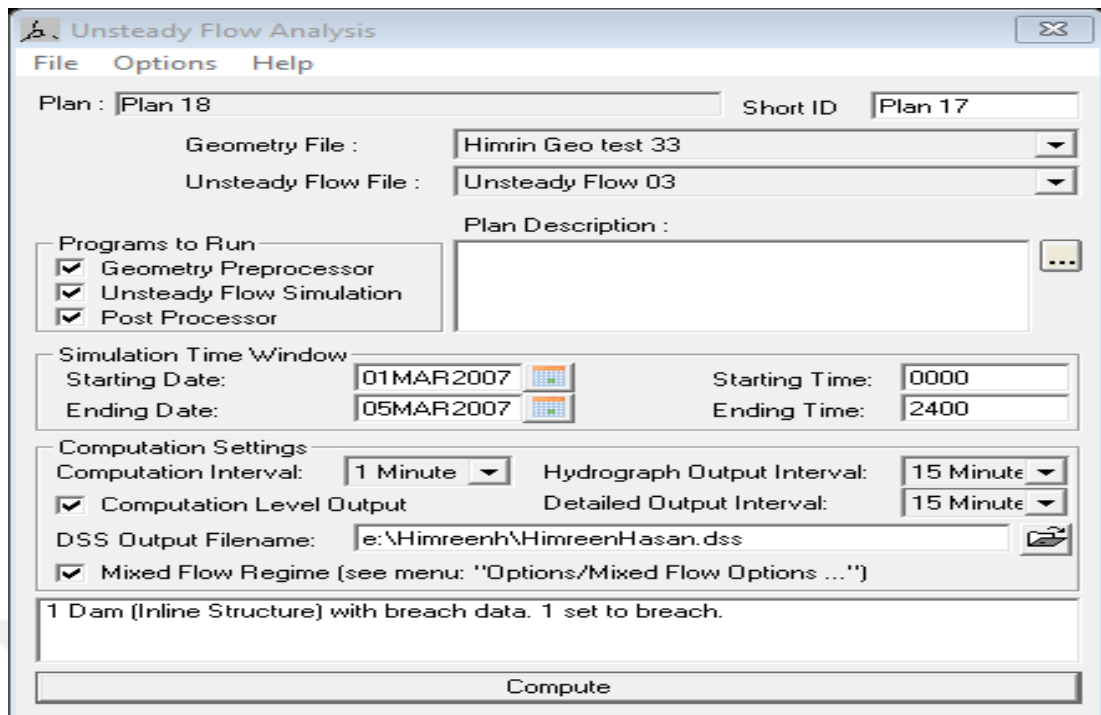 Unsteady Flow Analysis
File Options Help
Plan : Plan 18 Short ID Plan 17
Geometry File : Himrin Geo test 33
Unsteady Flow File : Unsteady Flow 03
Plan Description :
Programs to Run
Geometry Preprocessor
Unsteady Flow Simulation
Post Processor
...
Simulation Time Window
Starting Date: 01MAR2007 Starting Time: 0000
Ending Date: 05MAR2007 Ending Time: 2400
Computation Settings
Computation Interval: 1 Minute Hydrograph Output Interval: 15 Minute
Computation Level Output Detailed Output Interval: 15 Minute
DSS Output Filename: e:\Himreenh\HimreenHasan.dss
Mixed Flow Regime (see menu: "Options/Mixed Flow Options ...")
1 Dam (Inline Structure) with breach data. 1 set to breach.
Compute